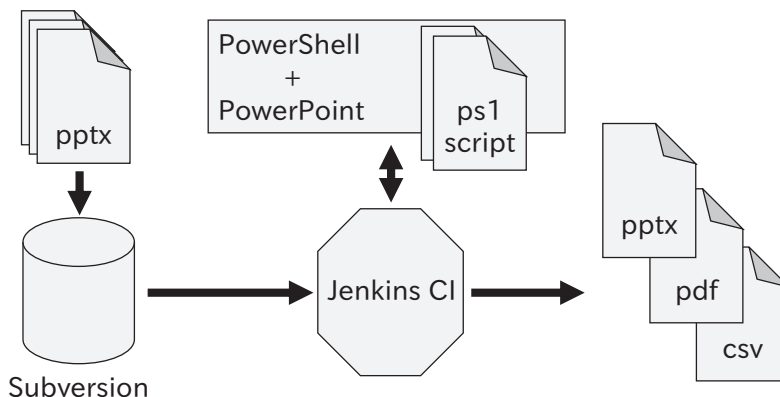 pptx
PowerShell
+
PowerPoint
ps1
script
Subversion
Jenkins CI
pptx
pdf
csv